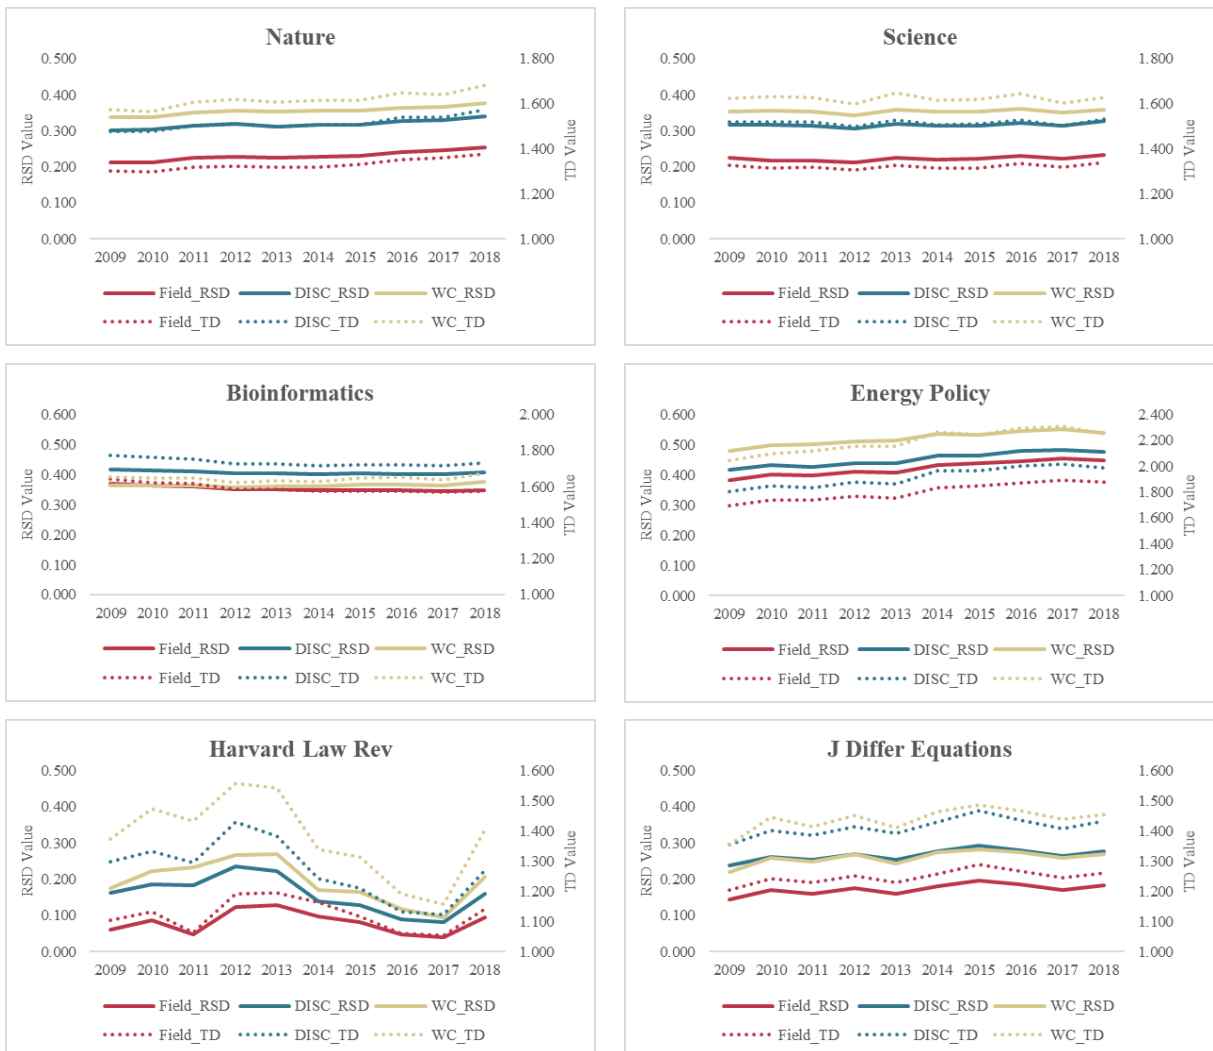 Nature
0.500
0.400
0.300
0.200
0.100
0.000
RSD Value
1.800
1.600
1.400
1.200
1.000
TD Value
2009 2010 2011 2012 2013 2014 2015 2016 2017 2018
Field_RSD DISC_RSD WC_RSD
Field_TD DISC_TD WC_TD
Science
0.500
0.400
0.300
0.200
0.100
0.000
RSD Value
1.800
1.600
1.400
1.200
1.000
TD Value
2009 2010 2011 2012 2013 2014 2015 2016 2017 2018
Field_RSD DISC_RSD WC_RSD
Field_TD DISC_TD WC_TD
Bioinformatics
0.600
0.500
0.400
0.300
0.200
0.100
0.000
RSD Value
2.000
1.800
1.600
1.400
1.200
1.000
TD Value
2009 2010 2011 2012 2013 2014 2015 2016 2017 2018
Field_RSD DISC_RSD WC_RSD
Field_TD DISC_TD WC_TD
Energy Policy
0.600
0.500
0.400
0.300
0.200
0.100
0.000
RSD Value
2.400
2.200
2.000
1.800
1.600
1.400
1.200
1.000
TD Value
2009 2010 2011 2012 2013 2014 2015 2016 2017 2018
Field_RSD DISC_RSD WC_RSD
Field_TD DISC_TD WC_TD
Harvard Law Rev
0.500
0.400
0.300
0.200
0.100
0.000
RSD Value
1.600
1.500
1.400
1.300
1.200
1.100
1.000
TD Value
2009 2010 2011 2012 2013 2014 2015 2016 2017 2018
Field_RSD DISC_RSD WC_RSD
Field_TD DISC_TD WC_TD
J Differ Equations
0.500
0.400
0.300
0.200
0.100
0.000
RSD Value
1.600
1.500
1.400
1.300
1.200
1.100
1.000
TD Value
2009 2010 2011 2012 2013 2014 2015 2016 2017 2018
Field_RSD DISC_RSD WC_RSD
Field_TD DISC_TD WC_TD